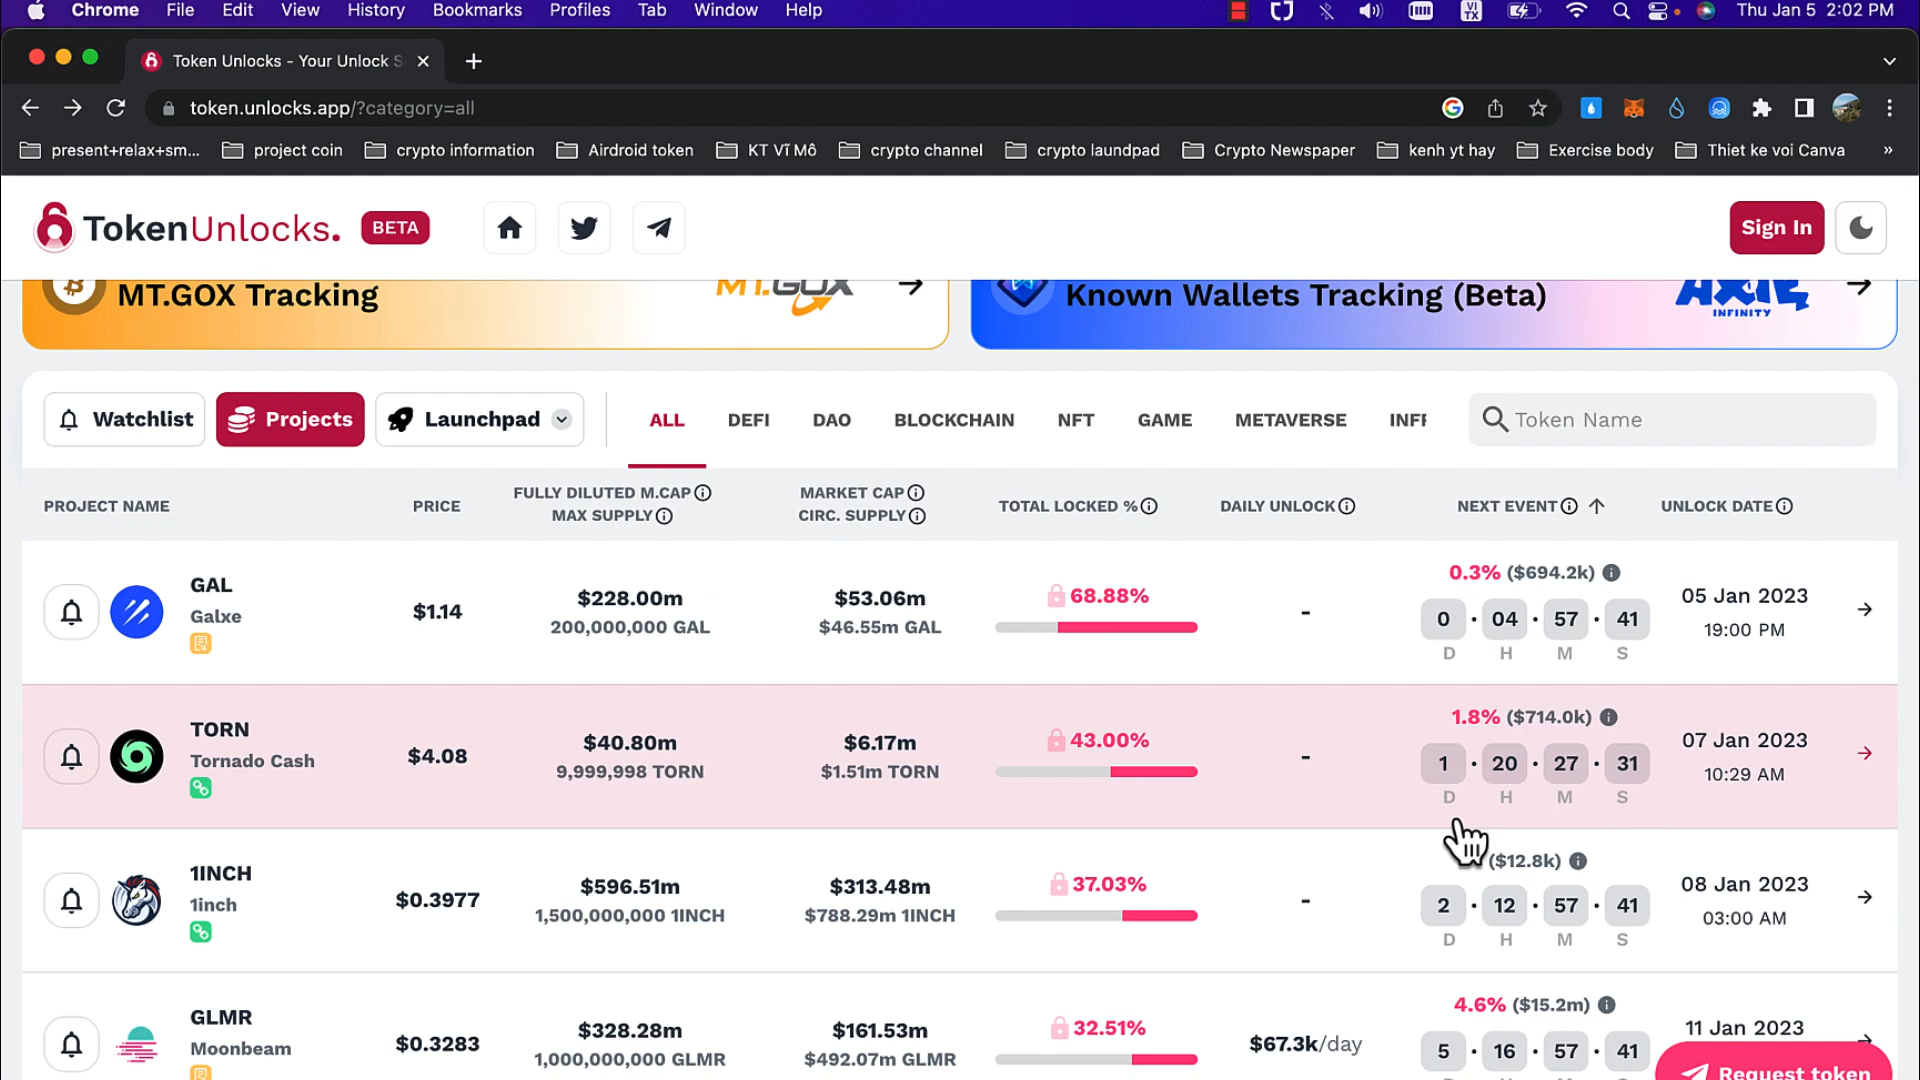 Chrome File Edit View History Bookmarks Profiles Tab Window Help VI TX Thu Jan 5 2:02 PM
Token Unlocks - Your Unlock S
token.unlocks.app/?category=all
present+relax+sm... project coin crypto information Airdroid token KT Vĩ Mô crypto channel crypto laundpad Crypto Newspaper kenh yt hay Exercise body Thiet ke voi Canva »
TokenUnlocks. BETA Sign In
MT.GOX Tracking MT.GOX Known Wallets Tracking (Beta) AXIE INFINITY
Watchlist Projects Launchpad ALL DEFI DAO BLOCKCHAIN NFT GAME METAVERSE Token Name
PROJECT NAME PRICE FULLY DILUTED M.CAP MARKET CAP TOTAL LOCKED % DAILY UNLOCK NEXT EVENT UNLOCK DATE
MAX SUPPLY CIRC. SUPPLY
GAL $1.14 $228.00m $53.06m 68.88% - 0.3% ($694.2k) 05 Jan 2023
Galxe 200,000,000 GAL $46.55m GAL 0 · 04 · 57 · 41 19:00 PM
D H M S
TORN $4.08 $40.80m $6.17m 43.00% - 1.8% ($714.0k) 07 Jan 2023
Tornado Cash 9,999,998 TORN $1.51m TORN 1 · 20 · 27 · 31 10:29 AM
D H M S
1INCH $0.3977 $596.51m $313.48m 37.03% - ($12.8k) 08 Jan 2023
1inch 1,500,000,000 1INCH $788.29m 1INCH 2 · 12 · 57 · 41 03:00 AM
D H M S
GLMR $0.3283 $328.28m $161.53m 32.51% $67.3k/day 4.6% ($15.2m) 11 Jan 2023
Moonbeam 1,000,000,000 GLMR $492.07m GLMR 5 · 16 · 57 · 41
Request token